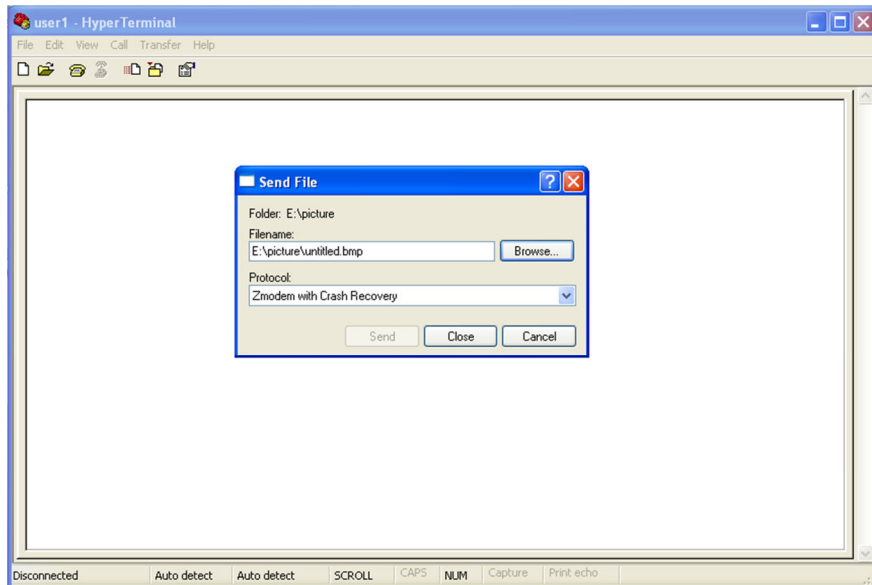 user1 - HyperTerminal
File Edit View Call Transfer Help
Send File
Folder: E:\picture
Filename:
E:\picture\untitled.bmp Browse...
Protocol:
Zmodem with Crash Recovery
Send Close Cancel
Disconnected Auto detect Auto detect SCROLL CAPS NUM Capture Print echo